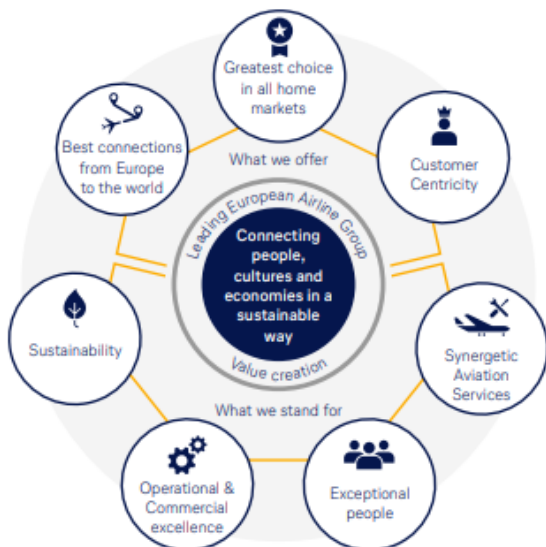 Greatest choice
in all home
markets
Best connections
from Europe
to the world
What we offer
Customer
Centricity
Leading European Airline Group
Connecting
people,
cultures and
economies in a
sustainable
way
Value creation
Sustainability
Synergetic
Aviation
Services
What we stand for
Operational &
Commercial
excellence
Exceptional
people